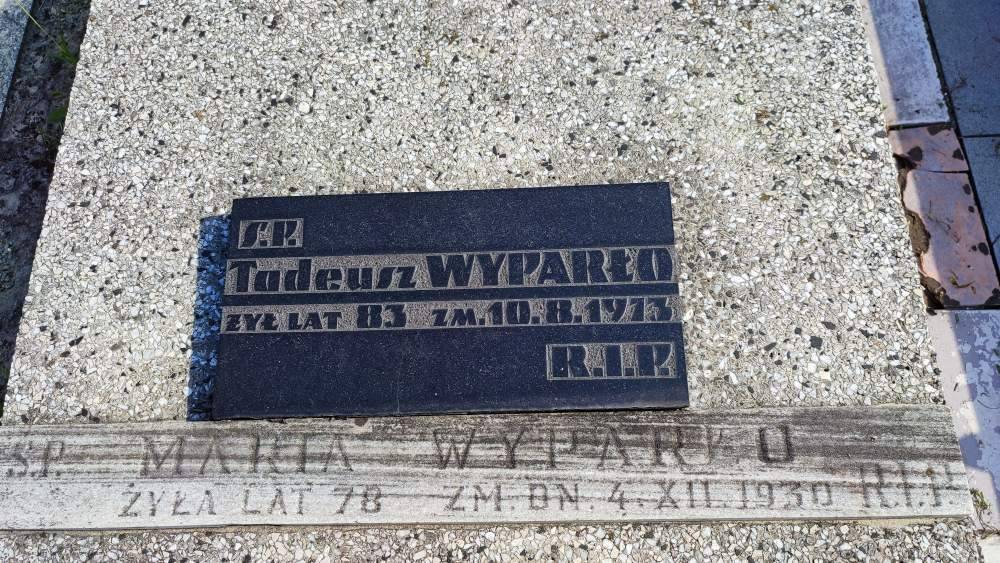 Ś.P.
Tadeusz WYPARŁO
ŻYŁ LAT 83 ZM. 10.8.1973
R.I.P.
ŚP. MARIA WYPARŁO
ŻYŁA LAT 78 ZM. DN. 4. XII. 1930 R.I.P.